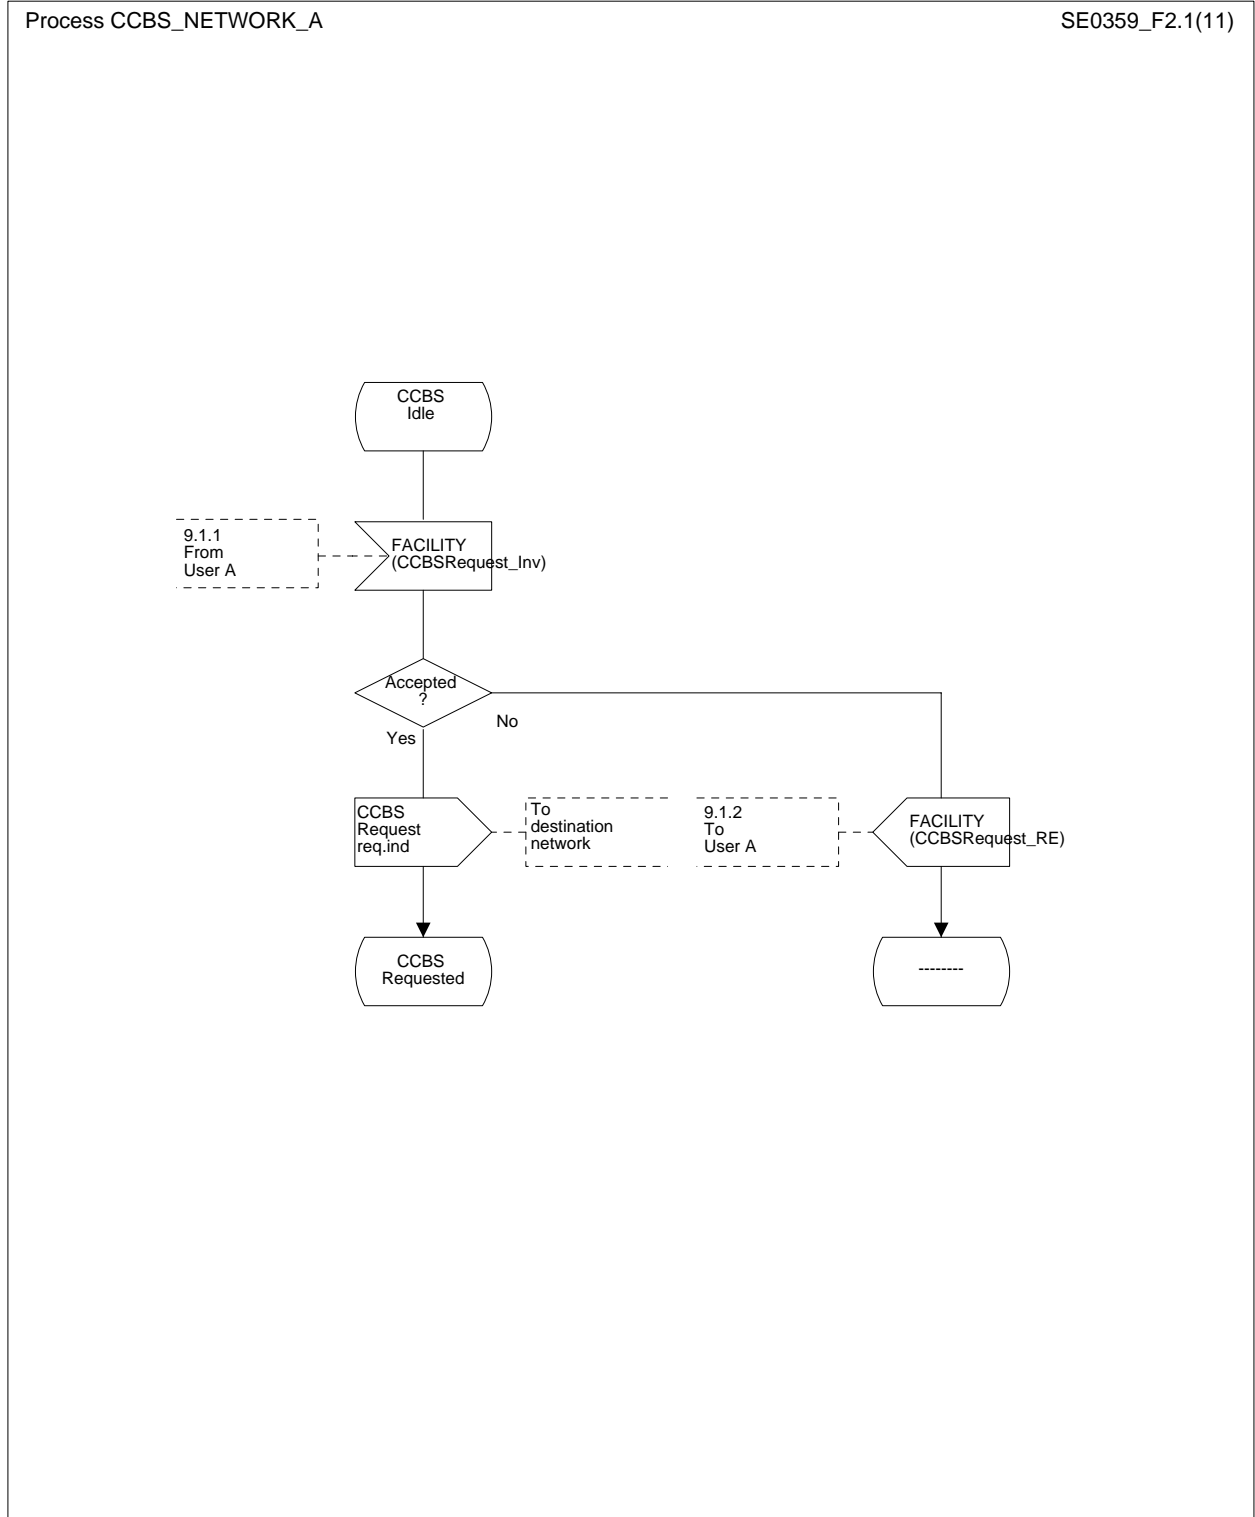 Process CCBS_NETWORK_A
SE0359_F2.1(11)
CCBS
Idle
9.1.1
From
User A
FACILITY
(CCBSRequest_Inv)
Accepted
?
No
Yes
CCBS
Request
req.ind
To
destination
network
9.1.2
To
User A
FACILITY
(CCBSRequest_RE)
CCBS
Requested
--------